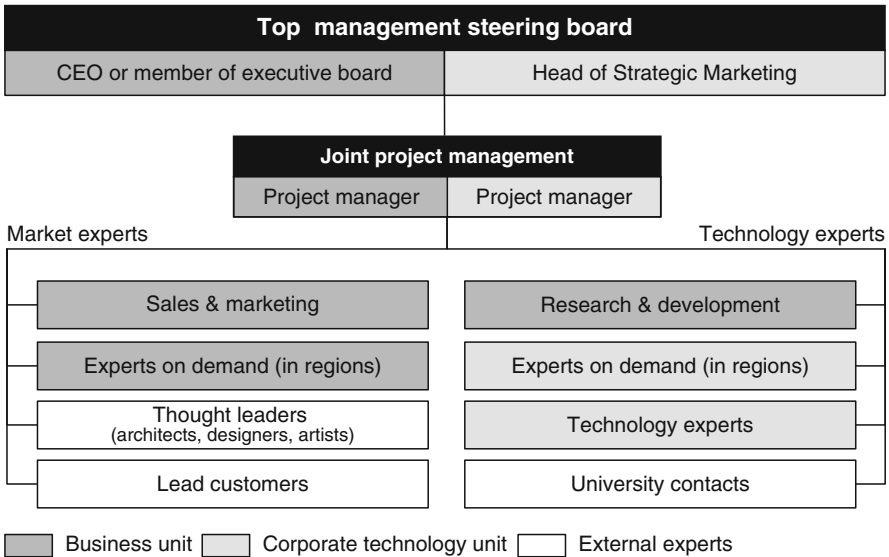 Top management steering board
CEO or member of executive board
Head of Strategic Marketing
Joint project management
Project manager
Project manager
Market experts
Technology experts
Sales & marketing
Research & development
Experts on demand (in regions)
Experts on demand (in regions)
Thought leaders
(architects, designers, artists)
Technology experts
Lead customers
University contacts
Business unit
Corporate technology unit
External experts